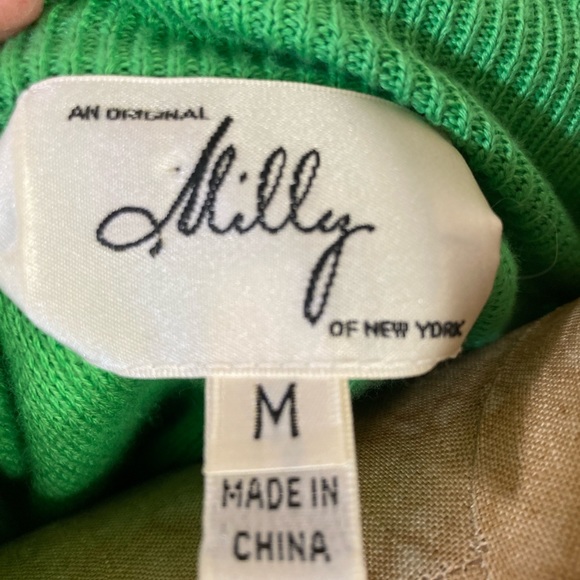 AN ORIGINAL
Milly
OF NEW YORK
M
MADE IN
CHINA